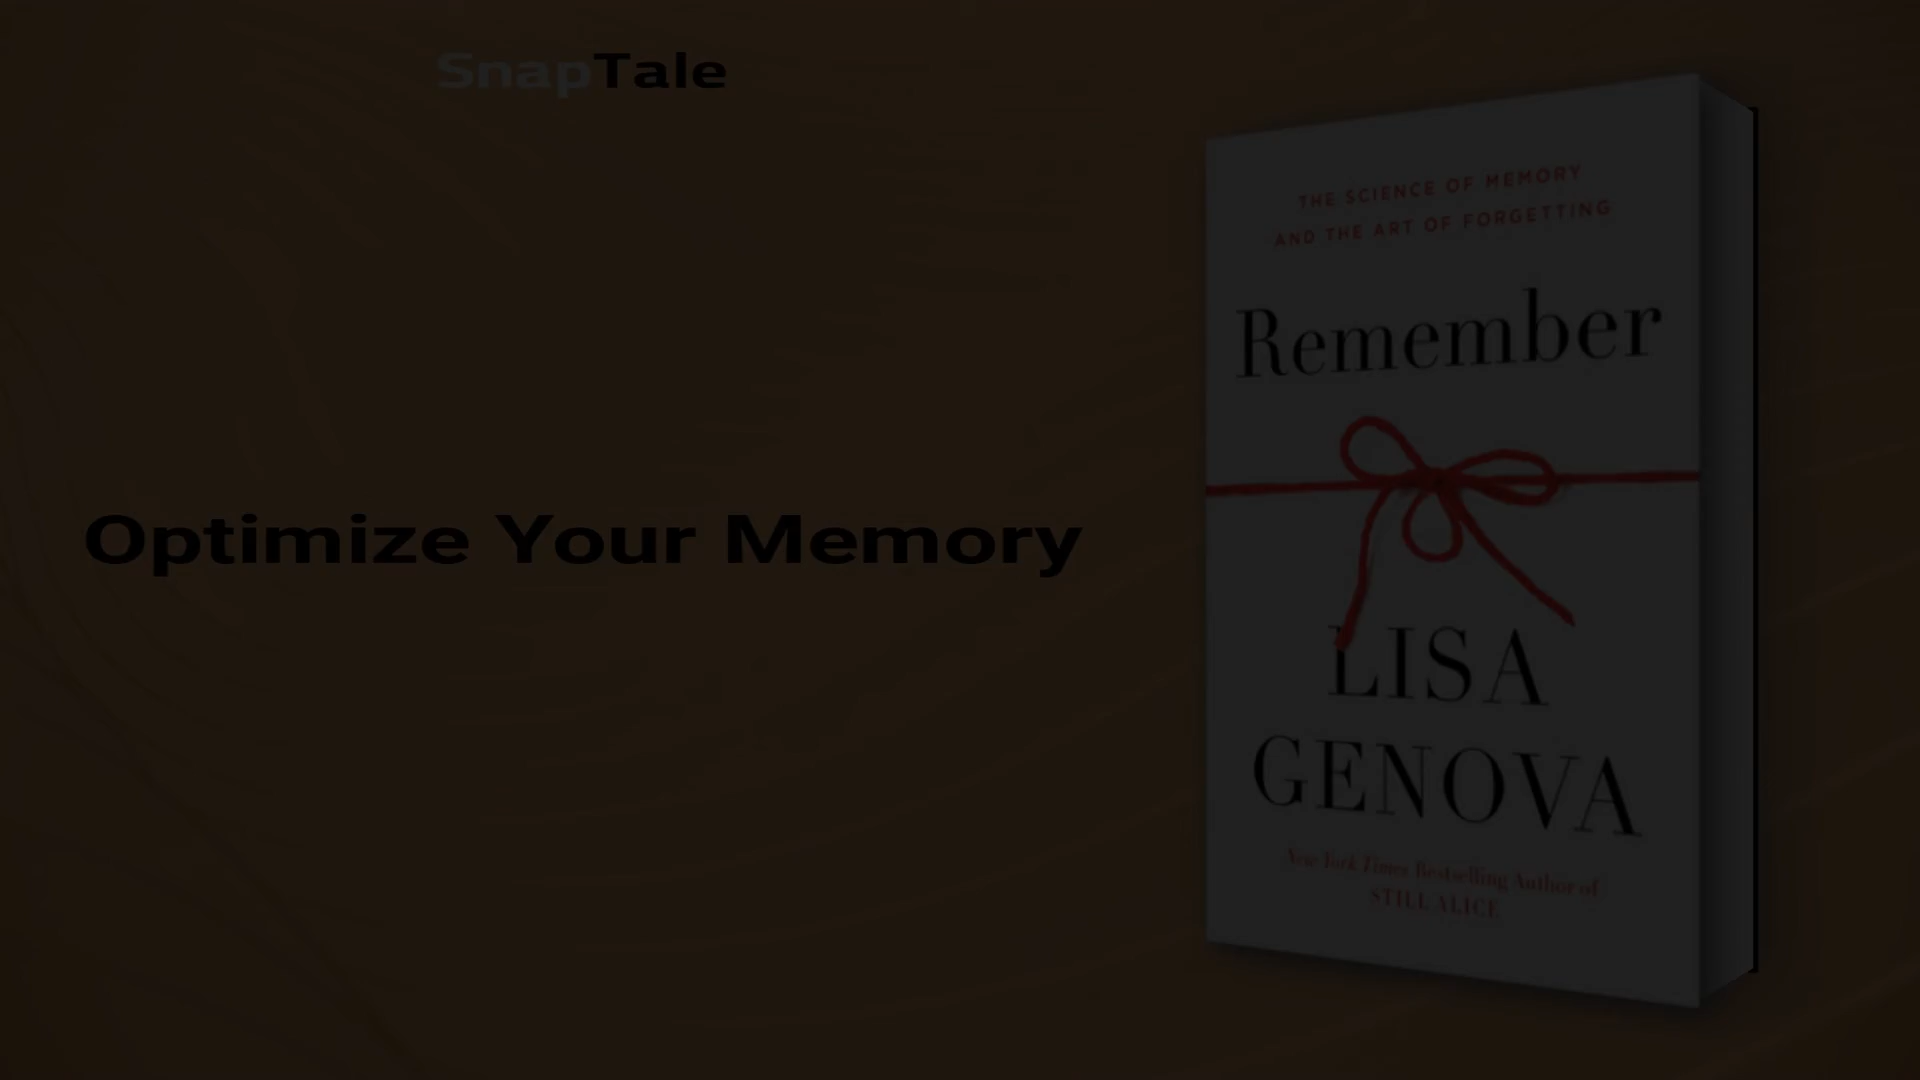 SnapTale
Optimize Your Memory
THE SCIENCE OF MEMORY
AND THE ART OF FORGETTING
Remember
LISA
GENOVA
New York Times Bestselling Author of
STILL ALICE